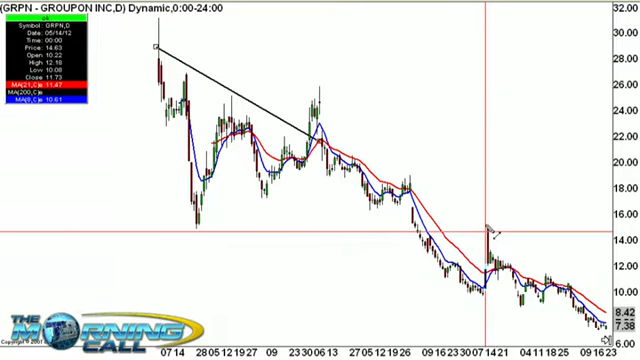 (GRPN - GROUPON INC,D) Dynamic,0:00-24:00
Symbol: GRPN,D
Date: 05/14/12
Time: 00:00
Price: 14.63
Open 10.22
High 12.18
Low 10.08
Close 11.73
MA(21,C)e 11.47
MA(200,C)e
MA(8,C)e 10.61
32.00
30.00
28.00
26.00
24.00
22.00
20.00
18.00
16.00
14.00
12.00
10.00
8.42
7.38
6.00
THE MORNING CALL
07 14 28 05 12 19 27 09 23 30 06 13 27 05 12 19 26 09 16 23 30 07 14 21 04 11 18 25 09 16 23